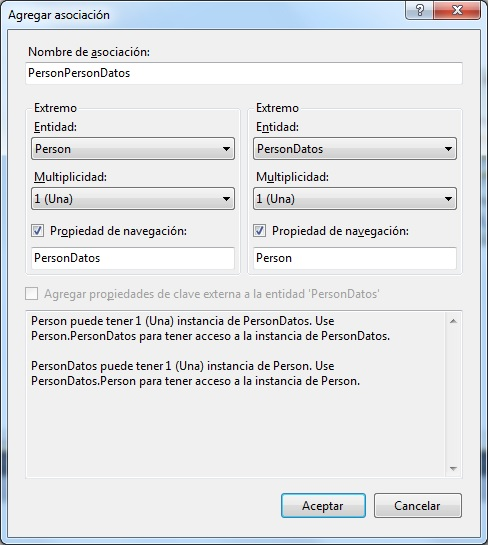 Agregar asociación
Nombre de asociación:
PersonPersonDatos
Extremo
Entidad:
Person
Multiplicidad:
1 (Una)
Propiedad de navegación:
PersonDatos
Extremo
Entidad:
PersonDatos
Multiplicidad:
1 (Una)
Propiedad de navegación:
Person
Agregar propiedades de clave externa a la entidad 'PersonDatos'
Person puede tener 1 (Una) instancia de PersonDatos. Use
Person.PersonDatos para tener acceso a la instancia de PersonDatos.
PersonDatos puede tener 1 (Una) instancia de Person. Use
PersonDatos.Person para tener acceso a la instancia de Person.
Aceptar
Cancelar